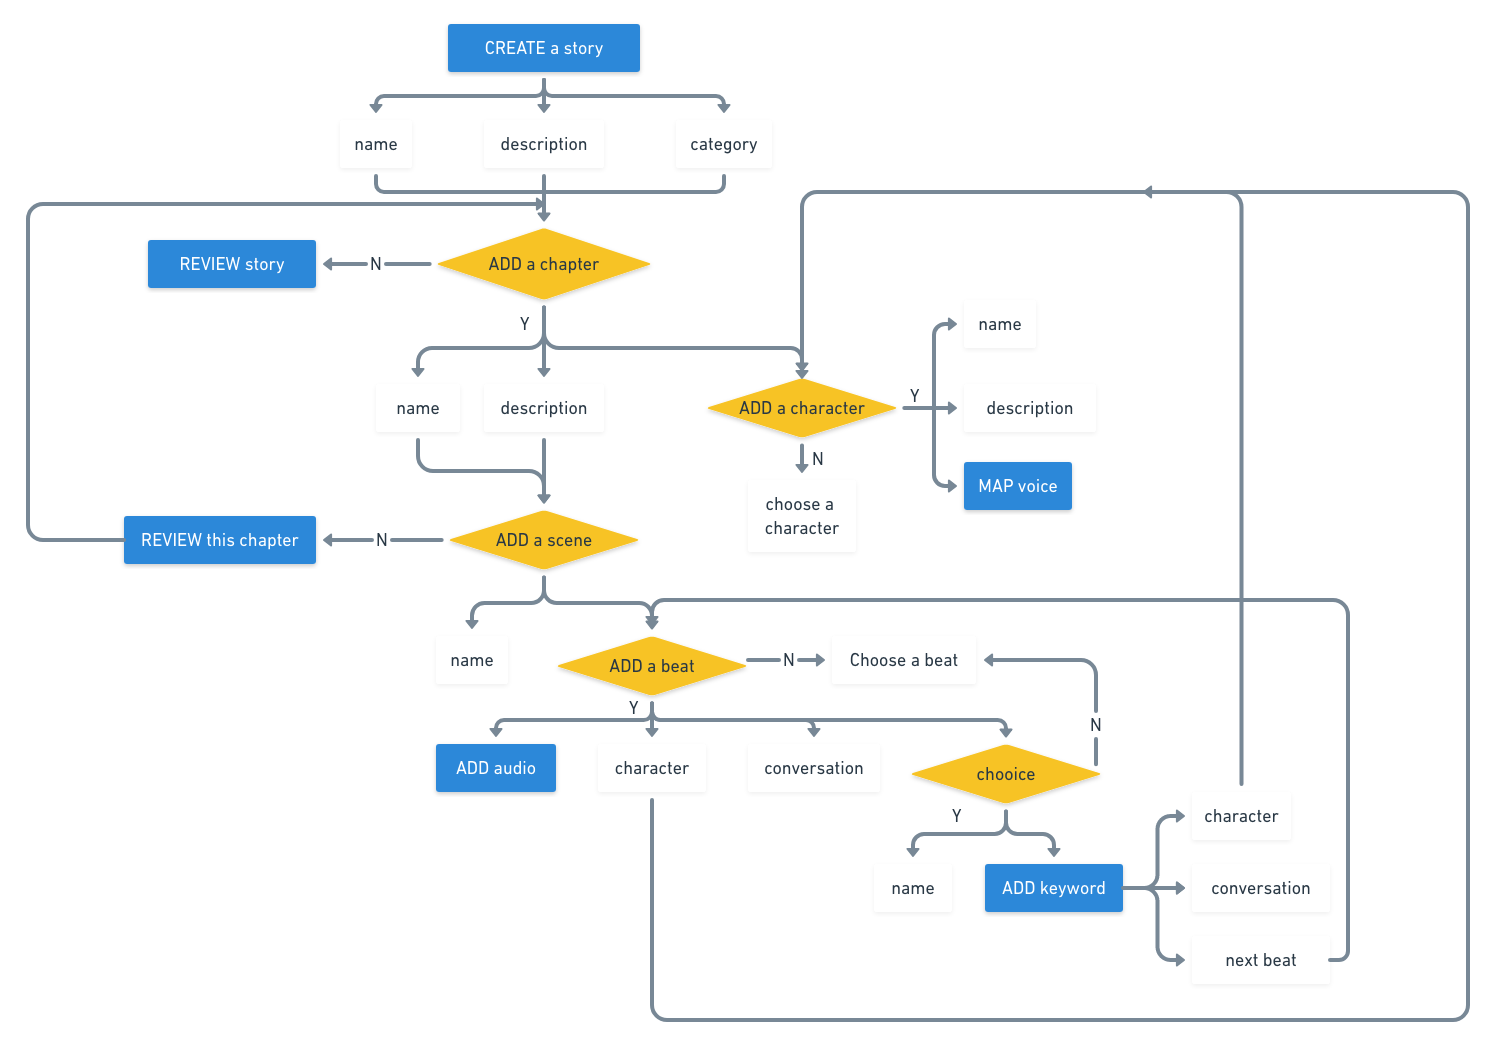 CREATE a story
name
description
category
REVIEW story
N
ADD a chapter
Y
name
description
ADD a character
Y
name
description
MAP voice
N
choose a
character
REVIEW this chapter
N
ADD a scene
name
ADD a beat
N
Choose a beat
Y
N
ADD audio
character
conversation
chooice
Y
name
ADD keyword
character
conversation
next beat